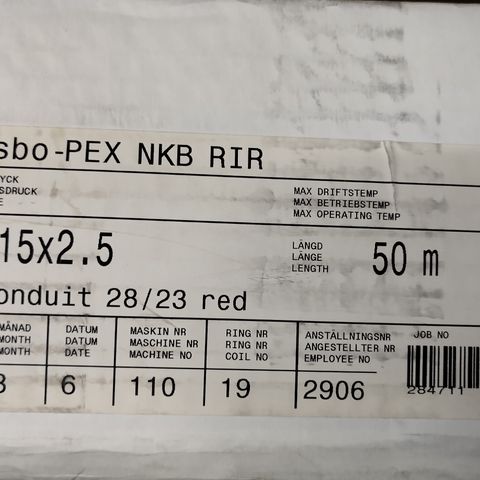 sbo-PEX NKB RIR
YCK
SDRUCK
E
MAX DRIFTSTEMP
MAX BETRIEBSTEMP
MAX OPERATING TEMP
15x2.5
LÄNGD
LÄNGE
LENGTH
50 m
onduit 28/23 red
MÅNAD
MONTH
MONTH
DATUM
DATUM
DATE
MASKIN NR
MASCHINE NR
MACHINE NO
RING NR
RING NR
COIL NO
ANSTÄLLNINGSNR
ANGESTELLTER NR
EMPLOYEE NO
JOB NO
6
110
19
2906
284711